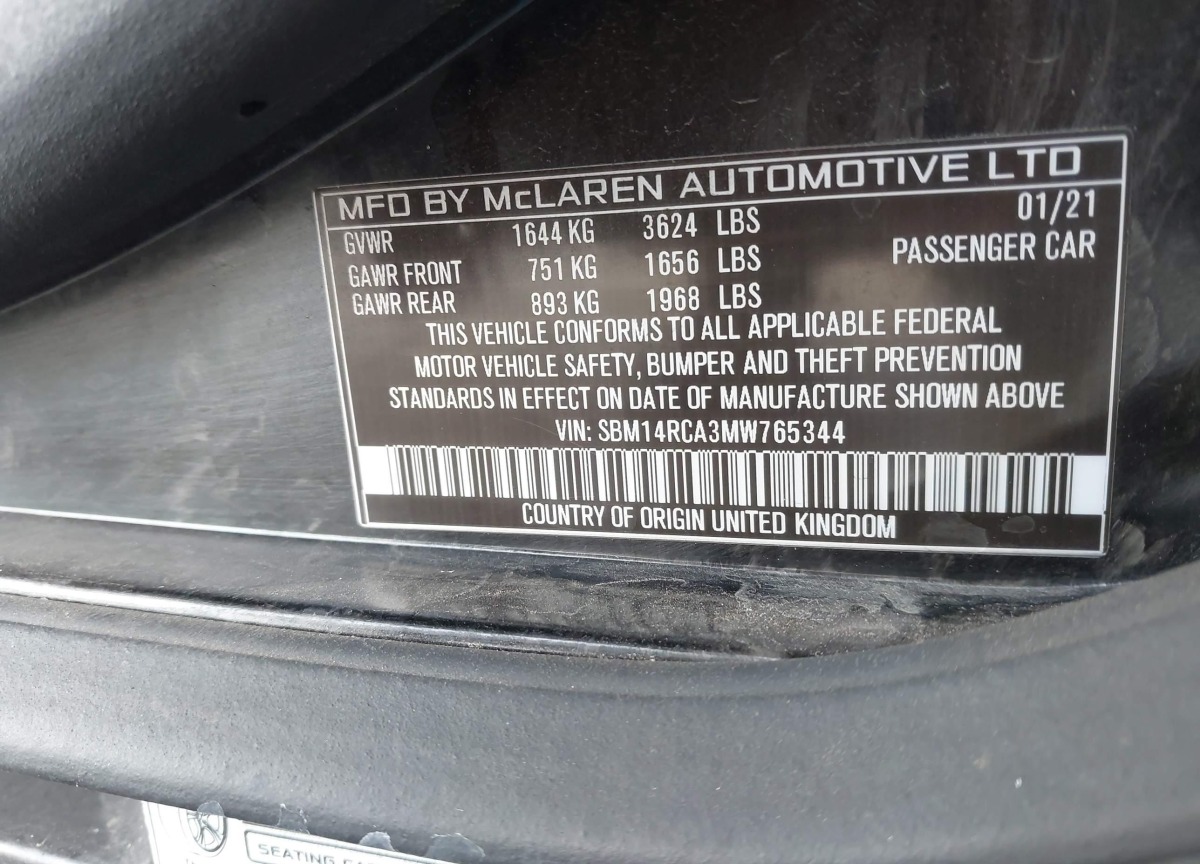 MFD BY McLAREN AUTOMOTIVE LTD
GVWR 1644 KG 3624 LBS 01/21
GAWR FRONT 751 KG 1656 LBS PASSENGER CAR
GAWR REAR 893 KG 1968 LBS
THIS VEHICLE CONFORMS TO ALL APPLICABLE FEDERAL
MOTOR VEHICLE SAFETY, BUMPER AND THEFT PREVENTION
STANDARDS IN EFFECT ON DATE OF MANUFACTURE SHOWN ABOVE
VIN: SBM14RCA3MW765344
COUNTRY OF ORIGIN UNITED KINGDOM
SEATING